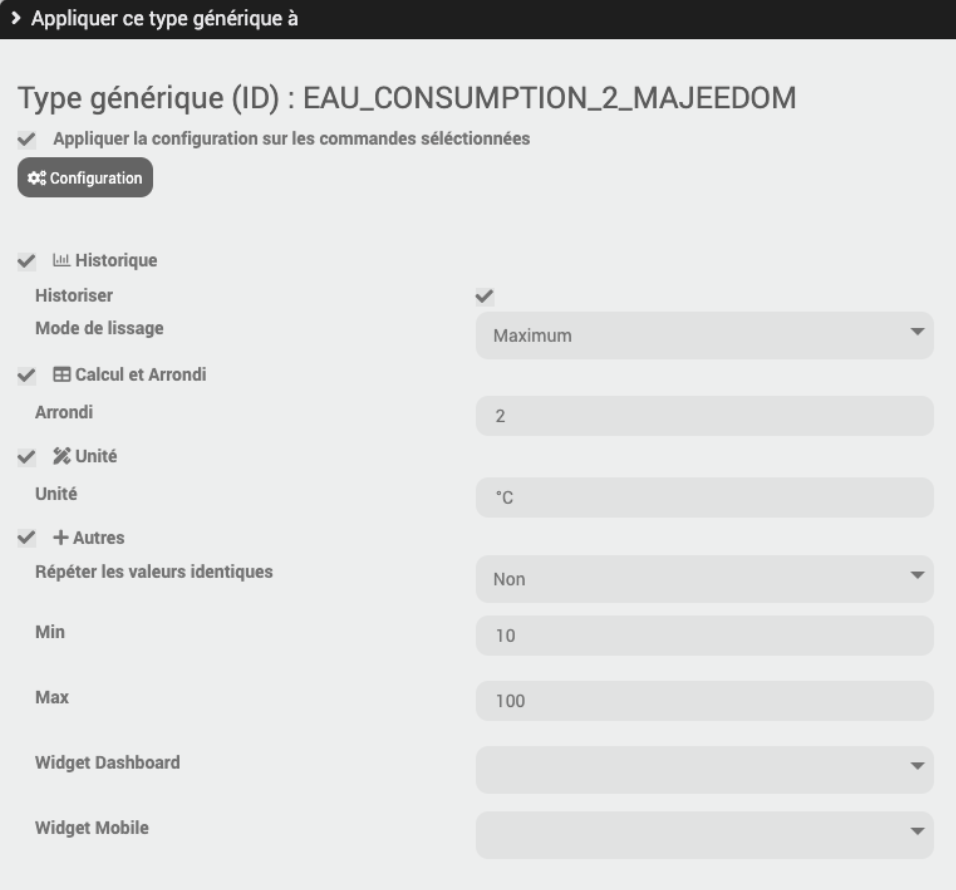 Appliquer ce type générique à
Type générique (ID) : EAU_CONSUMPTION_2_MAJEEDOM
Appliquer la configuration sur les commandes séléctionnées
Configuration
Historique
Historiser
Mode de lissage
Maximum
Calcul et Arrondi
Arrondi
2
Unité
Unité
°C
Autres
Répéter les valeurs identiques
Non
Min
10
Max
100
Widget Dashboard
Widget Mobile